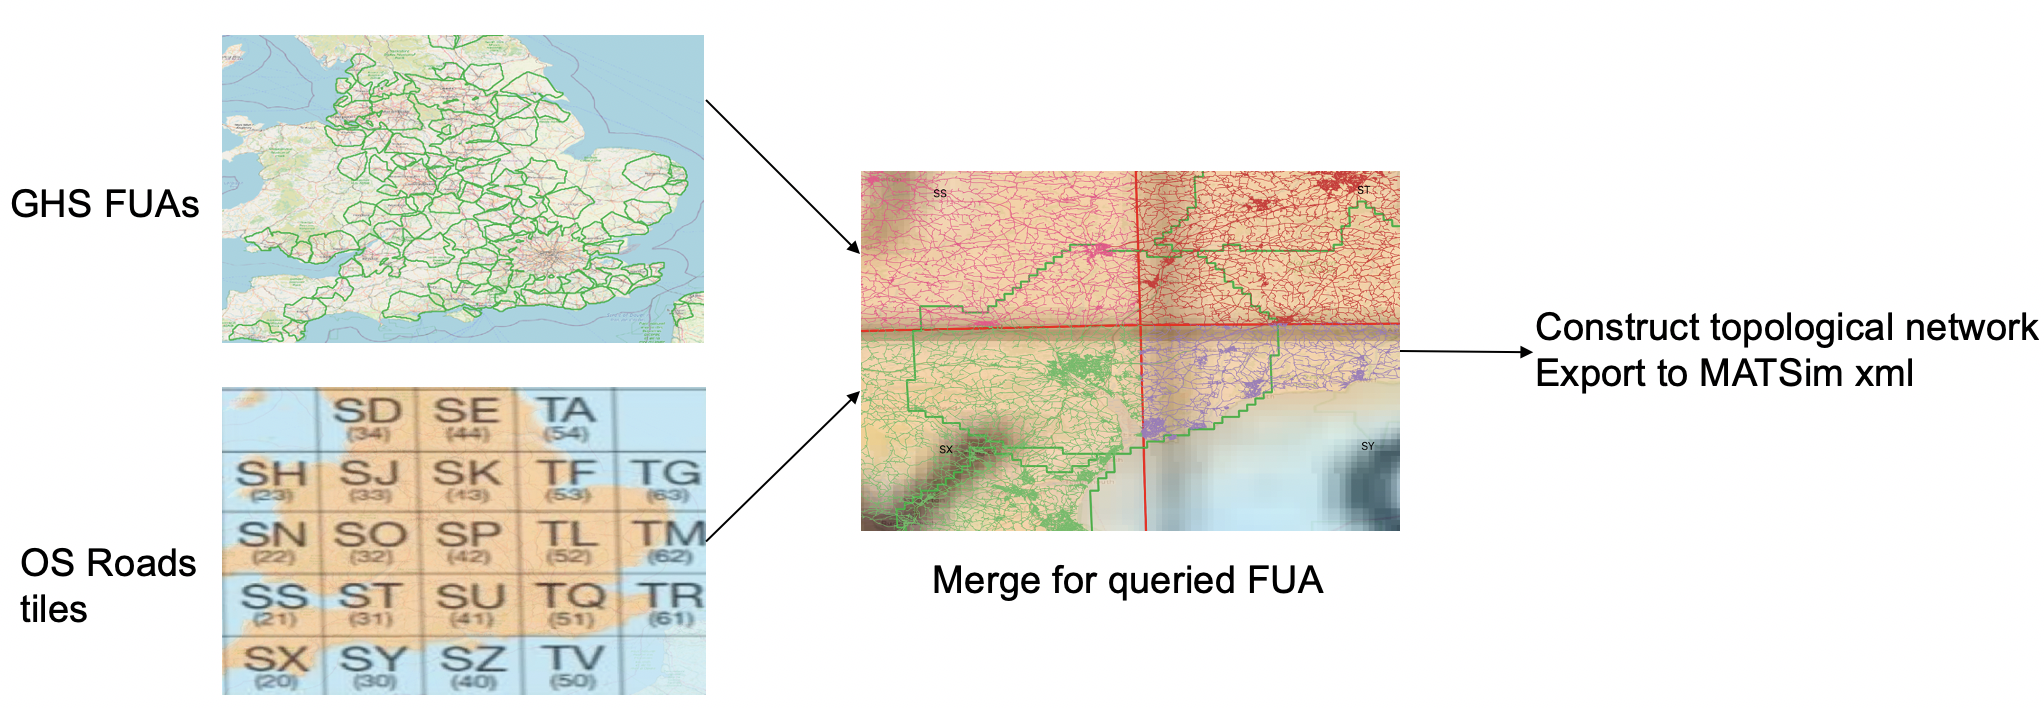 GHS FUAs
OS Roads
tiles
SD SE TA
(34) (44) (54)
SH SJ SK TF TG
(23) (33) (43) (53) (63)
SN SO SP TL TM
(22) (32) (42) (52) (62)
SS ST SU TQ TR
(21) (31) (41) (51) (61)
SX SY SZ TV
(20) (30) (40) (50)
SS
ST
SX
SY
Merge for queried FUA
Construct topological network
Export to MATSim xml